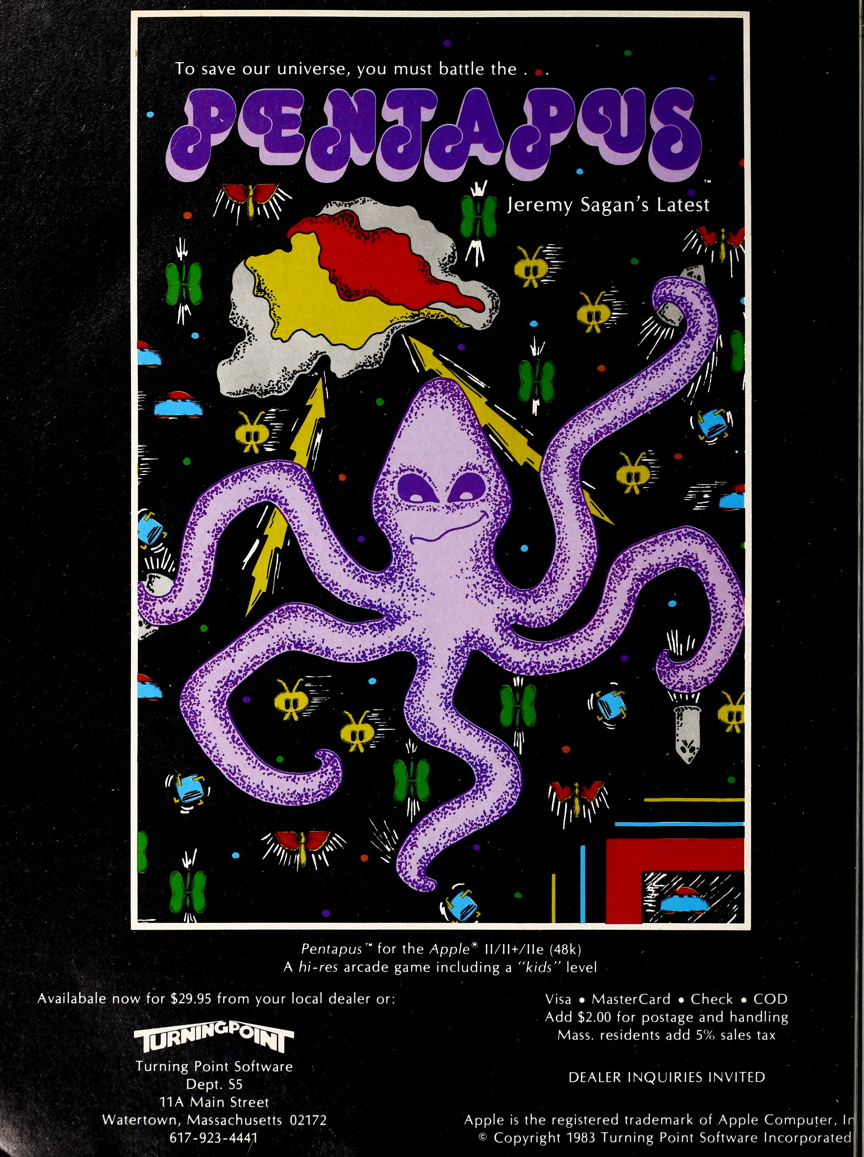 To save our universe, you must battle the . . .
PENTAPUS™
Jeremy Sagan's Latest
Pentapus™ for the Apple® II/II+/IIe (48k)
A hi-res arcade game including a "kids" level
Availabale now for $29.95 from your local dealer or:
TURNINGPOINT
Turning Point Software
Dept. S5
11A Main Street
Watertown, Massachusetts 02172
617-923-4441
Visa • MasterCard • Check • COD
Add $2.00 for postage and handling
Mass. residents add 5% sales tax
DEALER INQUIRIES INVITED
Apple is the registered trademark of Apple Computer, In
© Copyright 1983 Turning Point Software Incorporated